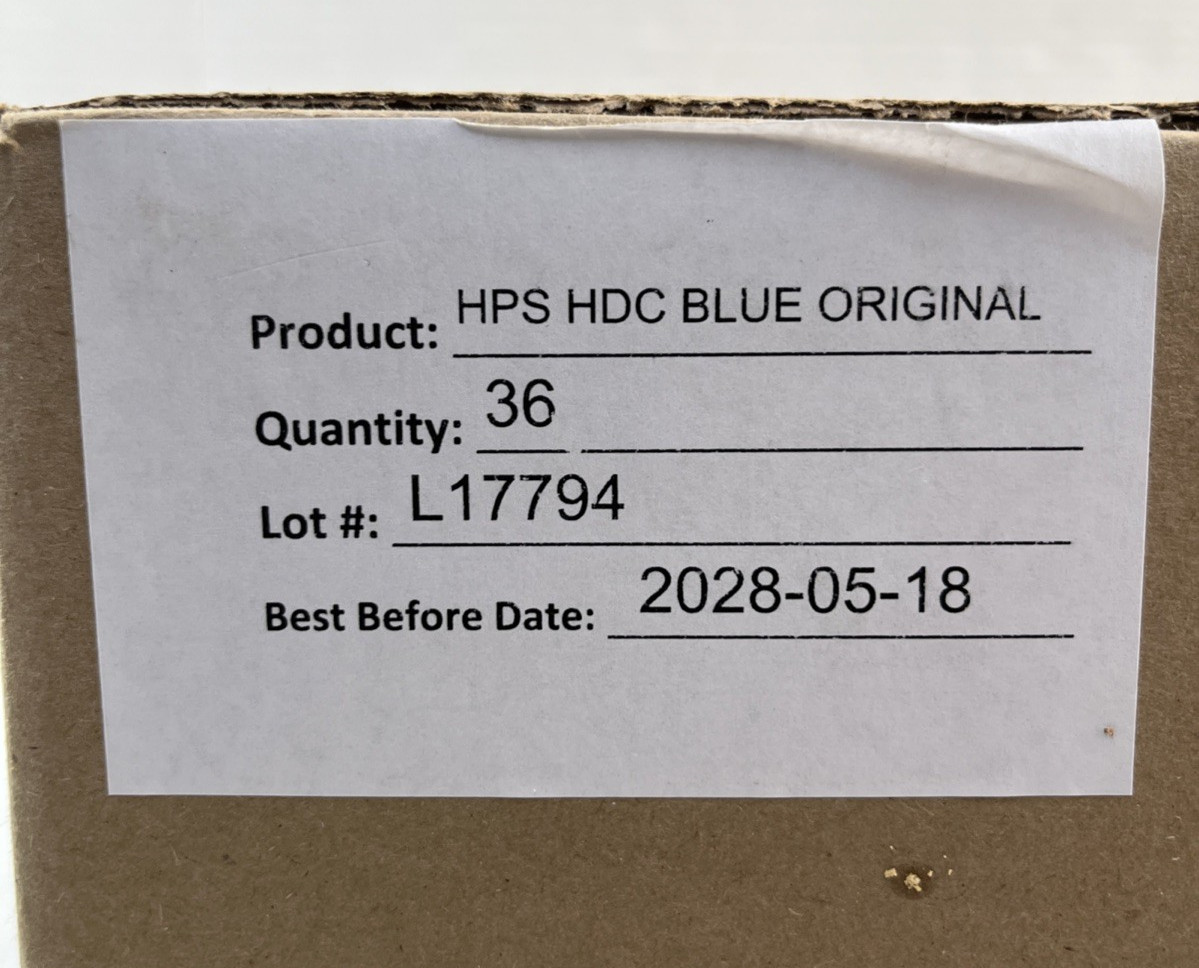 Product: HPS HDC BLUE ORIGINAL
Quantity: 36
Lot #: L17794
Best Before Date: 2028-05-18